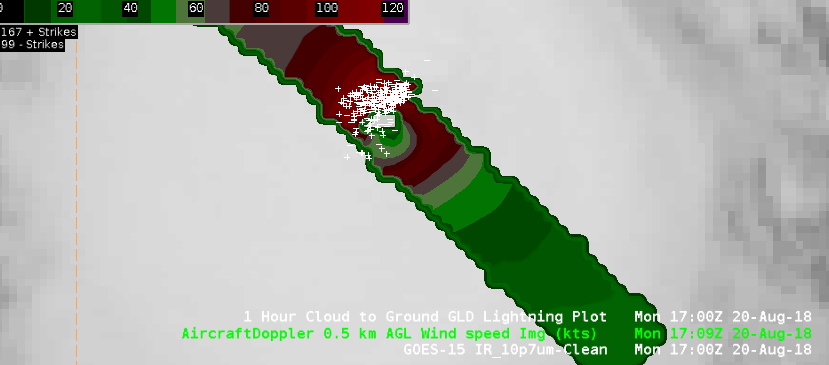 0 20 40 60 80 100 120
167 + Strikes
99 - Strikes
1 Hour Cloud to Ground GLD Lightning Plot Mon 17:00Z 20-Aug-18
AircraftDoppler 0.5 km AGL Wind speed Img (kts) Mon 17:09Z 20-Aug-18
GOES-15 IR_10p7um-Clean Mon 17:00Z 20-Aug-18